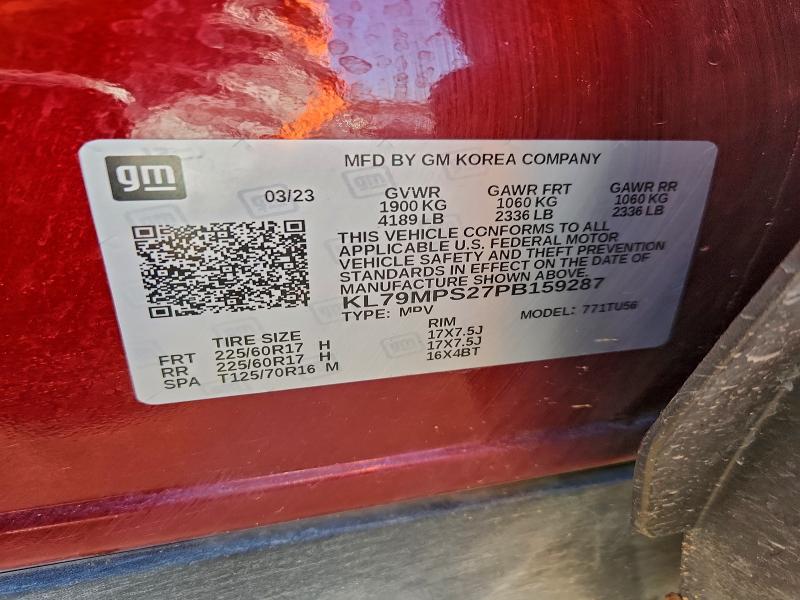 gm
MFD BY GM KOREA COMPANY
03/23
GVWR GAWR FRT GAWR RR
1900 KG 1060 KG 1060 KG
4189 LB 2336 LB 2336 LB
THIS VEHICLE CONFORMS TO ALL
APPLICABLE U.S. FEDERAL MOTOR
VEHICLE SAFETY AND THEFT PREVENTION
STANDARDS IN EFFECT ON THE DATE OF
MANUFACTURE SHOWN ABOVE.
KL79MPS27PB159287
TYPE: MPV MODEL: 771TU56
TIRE SIZE RIM
FRT 225/60R17 H 17X7.5J
RR 225/60R17 H 17X7.5J
SPA T125/70R16 M 16X4BT